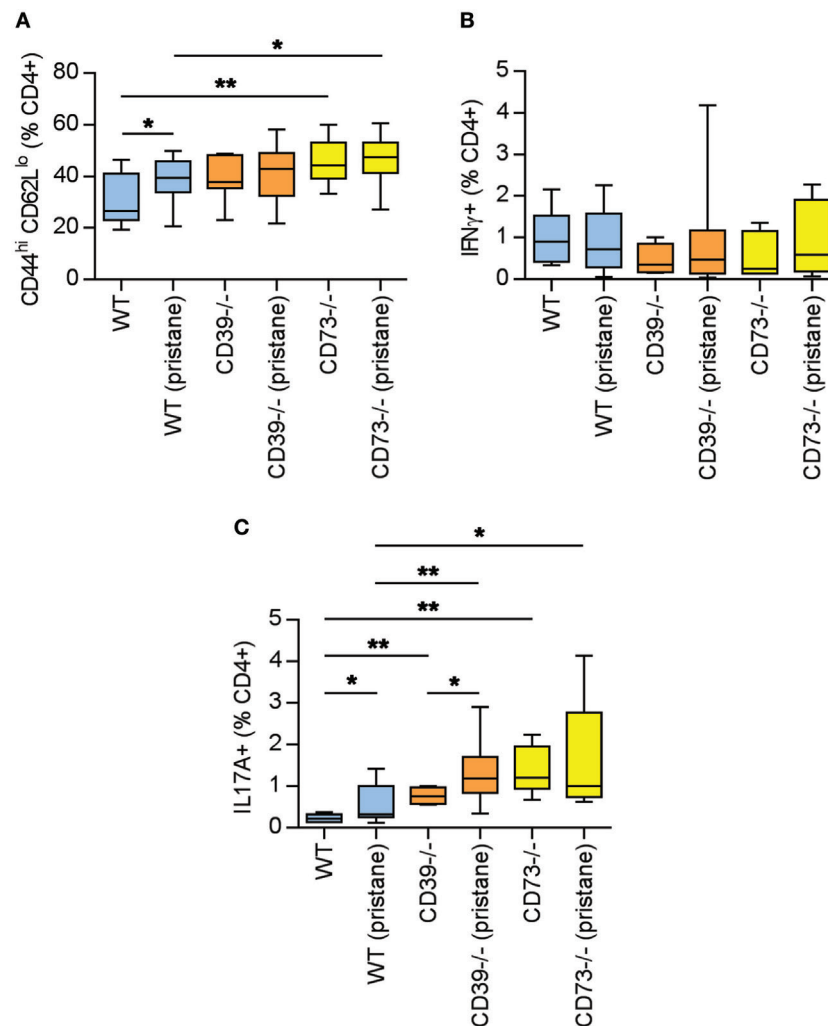 A
CD44hi CD62L lo (% CD4+)
80
60
40
20
0
*
**
*
WT
WT (pristane)
CD39-/-
CD39-/- (pristane)
CD73-/-
CD73-/- (pristane)
B
IFNγ+ (% CD4+)
5
4
3
2
1
0
WT
WT (pristane)
CD39-/-
CD39-/- (pristane)
CD73-/-
CD73-/- (pristane)
C
IL17A+ (% CD4+)
5
4
3
2
1
0
*
**
**
**
*
*
WT
WT (pristane)
CD39-/-
CD39-/- (pristane)
CD73-/-
CD73-/- (pristane)